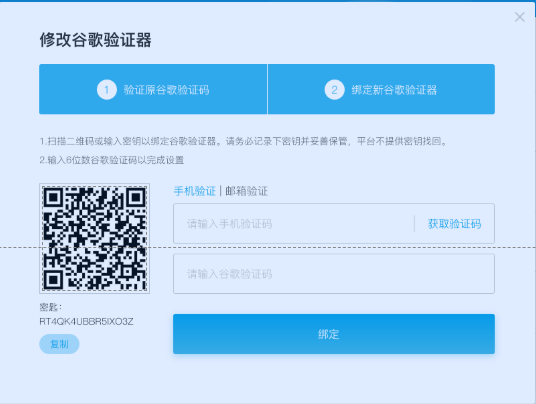 修改谷歌验证器
1 验证原谷歌验证码
2 绑定新谷歌验证器
1.扫描二维码或输入密钥以绑定谷歌验证器。请务必记录下密钥并妥善保管，平台不提供密钥找回。
2.输入6位数谷歌验证码以完成设置
手机验证 | 邮箱验证
请输入手机验证码 获取验证码
请输入谷歌验证码
密匙：
RT4QK4UBBR5IXO3Z
复制
绑定